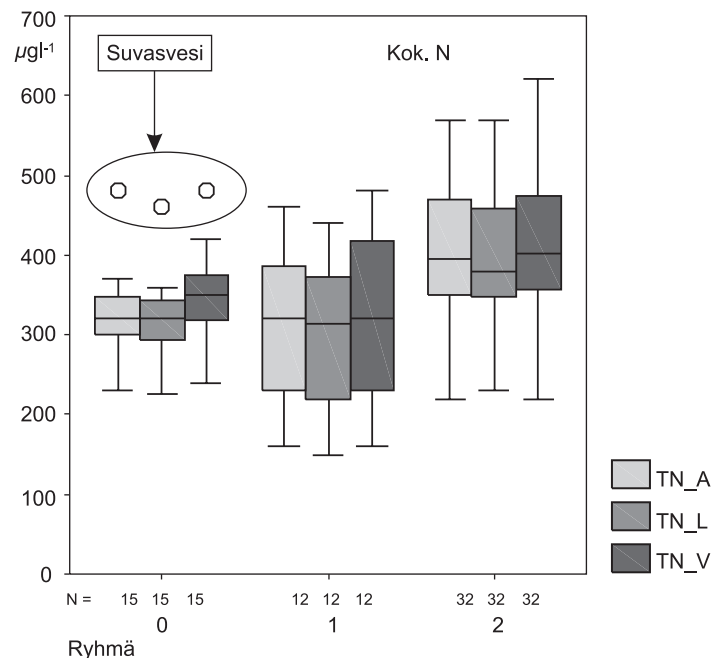 700
µgl-1
Suvasvesi
Kok. N
600
500
400
300
200
100
0
TN_A
TN_L
TN_V
N = 15 15 15 12 12 12 32 32 32
0 1 2
Ryhmä